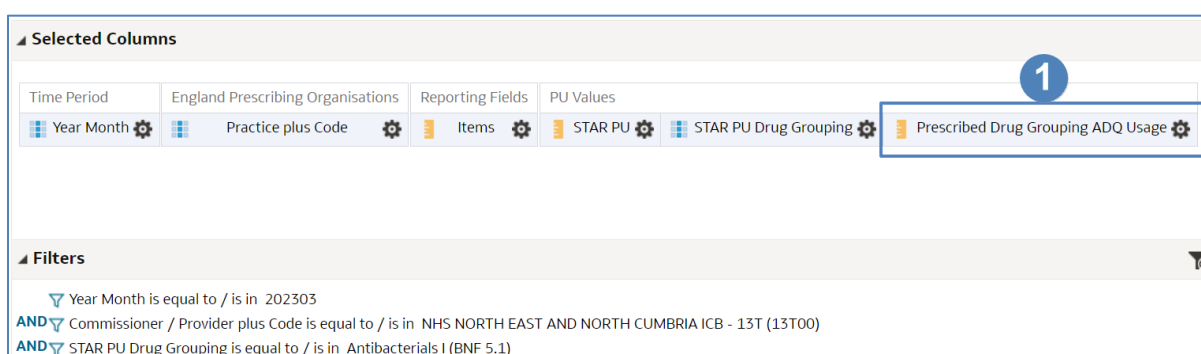 Selected Columns
1
Time Period England Prescribing Organisations Reporting Fields PU Values
Year Month Practice plus Code Items STAR PU STAR PU Drug Grouping Prescribed Drug Grouping ADQ Usage
Filters
Year Month is equal to / is in 202303
AND Commissioner / Provider plus Code is equal to / is in NHS NORTH EAST AND NORTH CUMBRIA ICB - 13T (13T00)
AND STAR PU Drug Grouping is equal to / is in Antibacterials I (BNF 5.1)